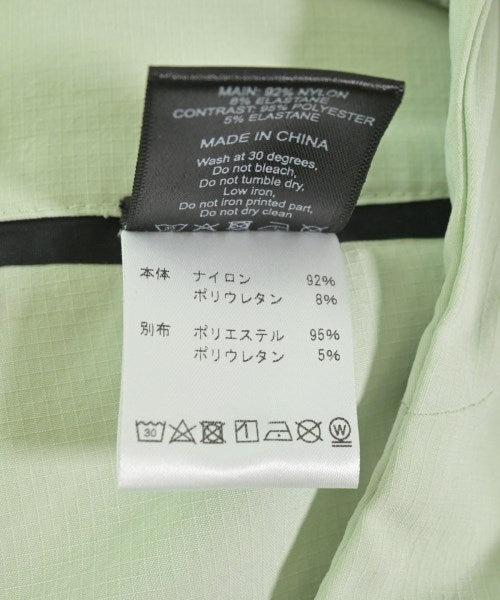 MAIN: 92% NYLON
8% ELASTANE
CONTRAST: 95% POLYESTER
5% ELASTANE
MADE IN CHINA
Wash at 30 degrees,
Do not bleach,
Do not tumble dry,
Low iron,
Do not iron printed part,
Do not dry clean
本体 ナイロン 92%
ポリウレタン 8%
別布 ポリエステル 95%
ポリウレタン 5%
30 W